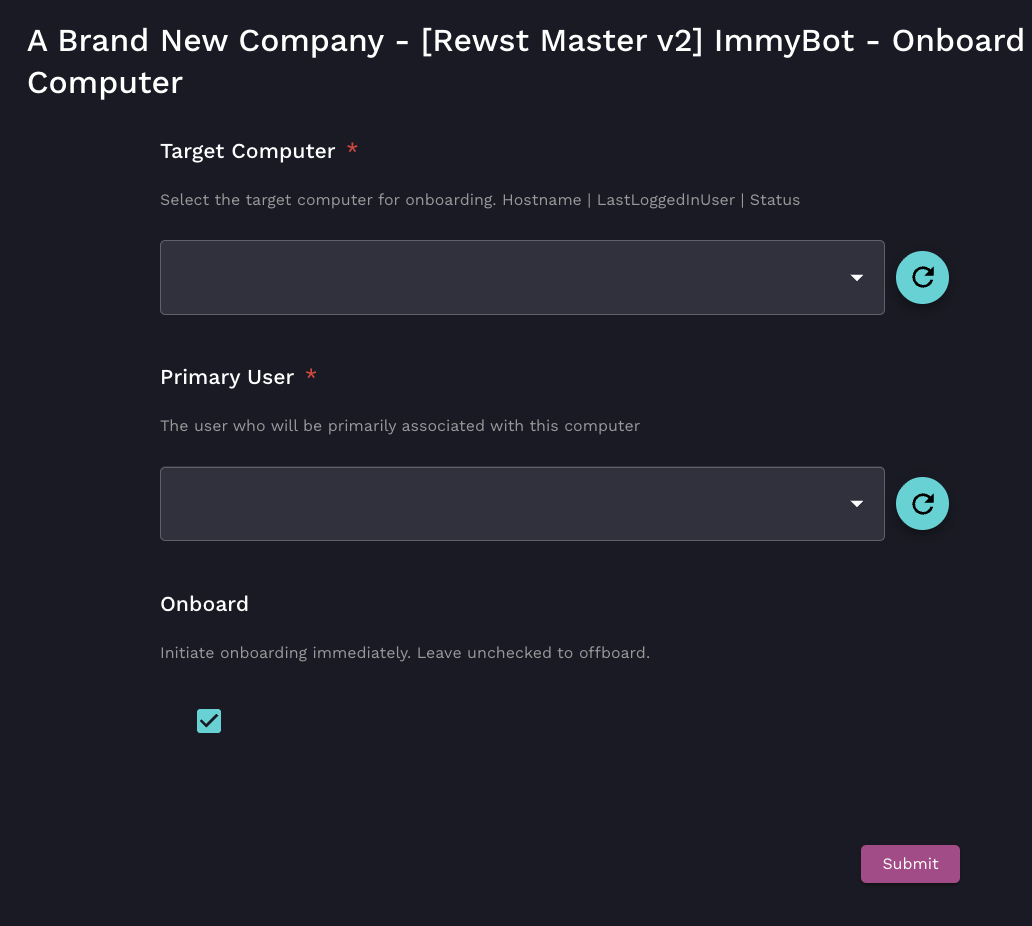 A Brand New Company - [Rewst Master v2] ImmyBot - Onboard
Computer
Target Computer *
Select the target computer for onboarding. Hostname | LastLoggedInUser | Status
Primary User *
The user who will be primarily associated with this computer
Onboard
Initiate onboarding immediately. Leave unchecked to offboard.
Submit